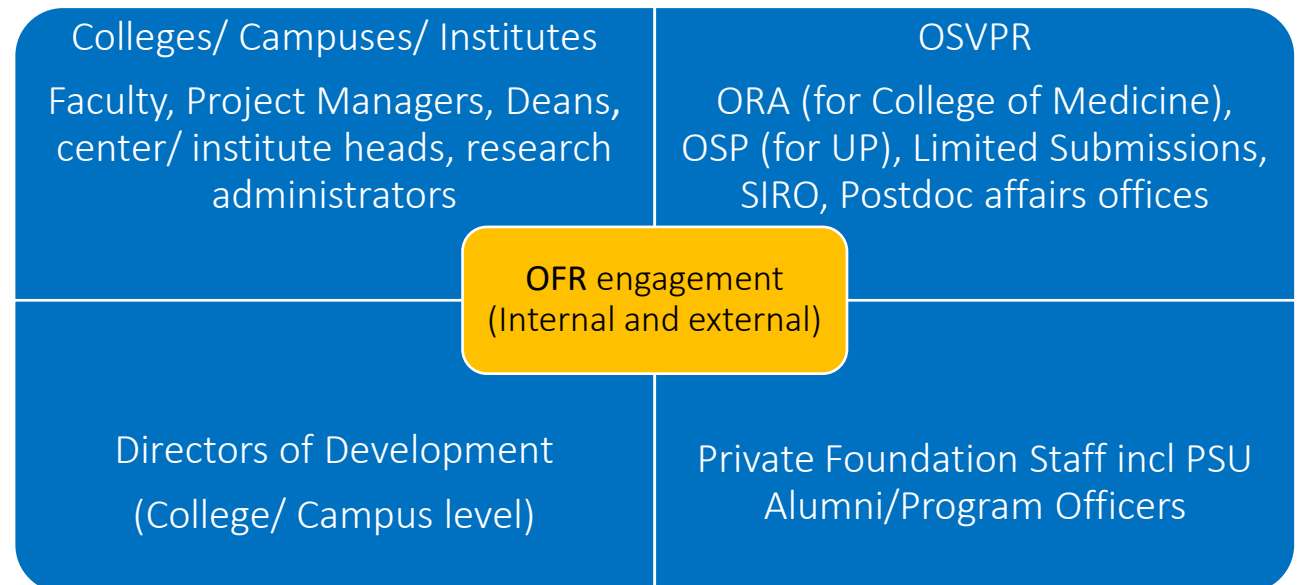 Colleges/ Campuses/ Institutes
Faculty, Project Managers, Deans,
center/ institute heads, research
administrators
OSVPR
ORA (for College of Medicine),
OSP (for UP), Limited Submissions,
SIRO, Postdoc affairs offices
OFR engagement
(Internal and external)
Directors of Development
(College/ Campus level)
Private Foundation Staff incl PSU
Alumni/Program Officers